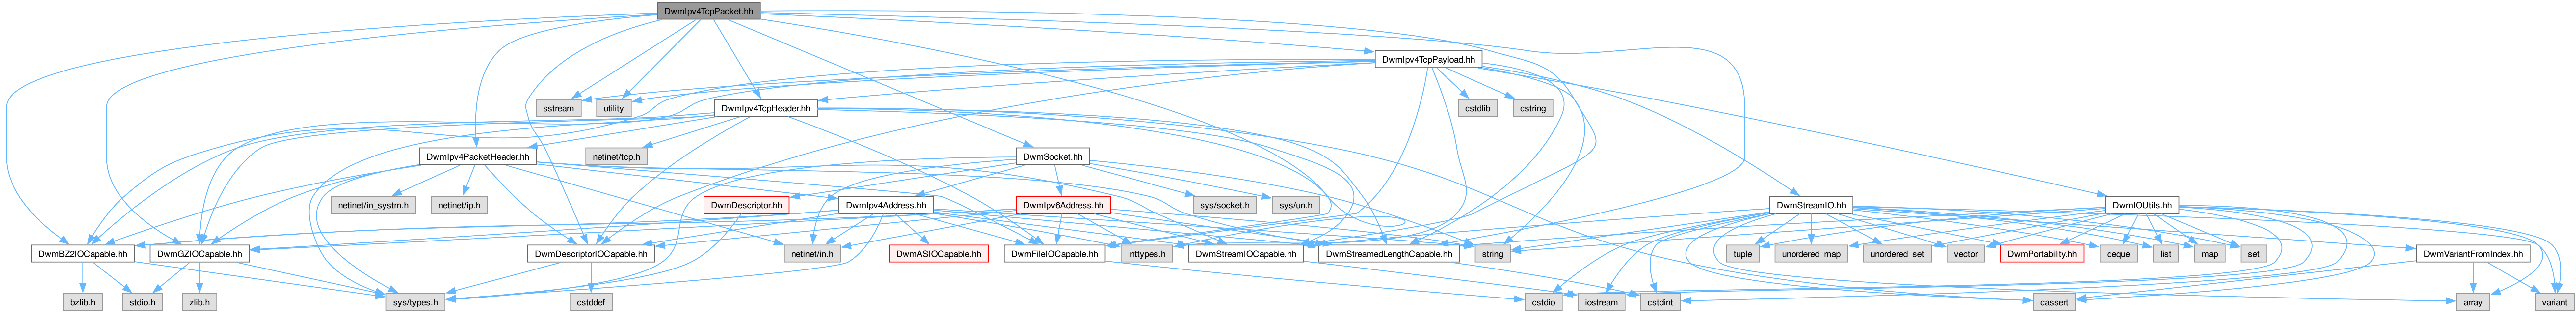 DwmIpv4TcpPacket.hh
DwmIpv4TcpPayload.hh
sstream
utility
DwmIpv4TcpHeader.hh
cstdlib
cstring
DwmIpv4PacketHeader.hh
netinet/tcp.h
DwmSocket.hh
netinet/in_systm.h
netinet/ip.h
DwmDescriptor.hh
DwmIpv4Address.hh
DwmIpv6Address.hh
sys/socket.h
sys/un.h
DwmStreamIO.hh
DwmIOUtils.hh
DwmBZ2IOCapable.hh
DwmGZIOCapable.hh
DwmDescriptorIOCapable.hh
netinet/in.h
DwmASIOCapable.hh
DwmFileIOCapable.hh
inttypes.h
DwmStreamIOCapable.hh
DwmStreamedLengthCapable.hh
string
tuple
unordered_map
unordered_set
vector
DwmPortability.hh
deque
list
map
set
DwmVariantFromIndex.hh
bzlib.h
stdio.h
zlib.h
sys/types.h
cstddef
cstdio
iostream
cstdint
cassert
array
variant